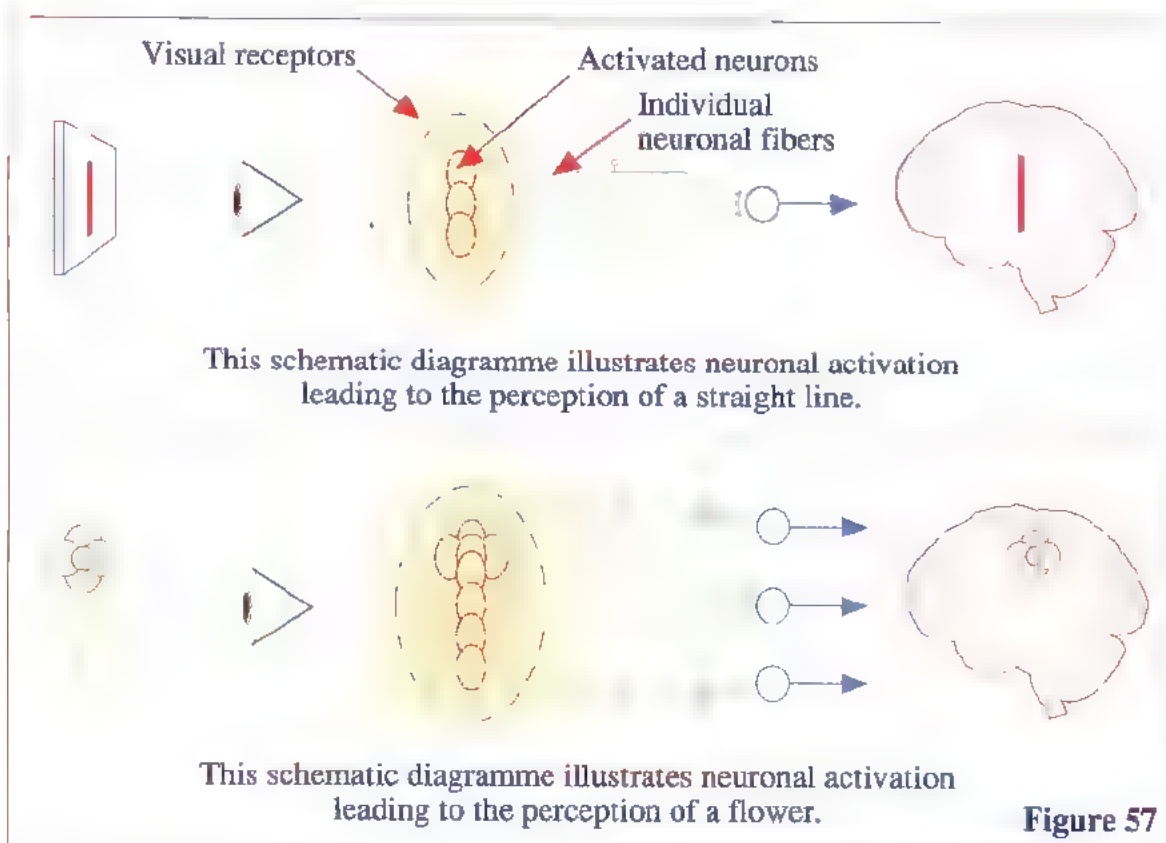 Visual receptors
Activated neurons
Individual
neuronal fibers
This schematic diagramme illustrates neuronal activation
leading to the perception of a straight line.
This schematic diagramme illustrates neuronal activation
leading to the perception of a flower.
Figure 57